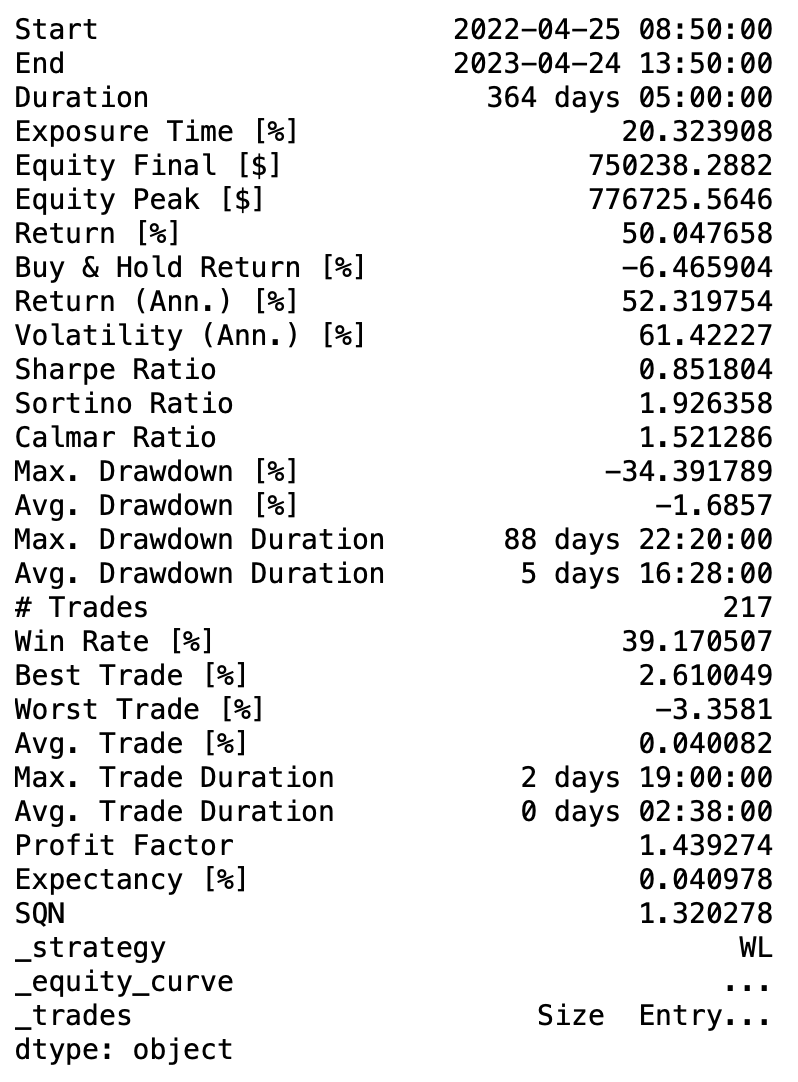 Start 2022-04-25 08:50:00
End 2023-04-24 13:50:00
Duration 364 days 05:00:00
Exposure Time [%] 20.323908
Equity Final [$] 750238.2882
Equity Peak [$] 776725.5646
Return [%] 50.047658
Buy & Hold Return [%] -6.465904
Return (Ann.) [%] 52.319754
Volatility (Ann.) [%] 61.42227
Sharpe Ratio 0.851804
Sortino Ratio 1.926358
Calmar Ratio 1.521286
Max. Drawdown [%] -34.391789
Avg. Drawdown [%] -1.6857
Max. Drawdown Duration 88 days 22:20:00
Avg. Drawdown Duration 5 days 16:28:00
# Trades 217
Win Rate [%] 39.170507
Best Trade [%] 2.610049
Worst Trade [%] -3.3581
Avg. Trade [%] 0.040082
Max. Trade Duration 2 days 19:00:00
Avg. Trade Duration 0 days 02:38:00
Profit Factor 1.439274
Expectancy [%] 0.040978
SQN 1.320278
_strategy WL
_equity_curve ...
_trades Size Entry...
dtype: object